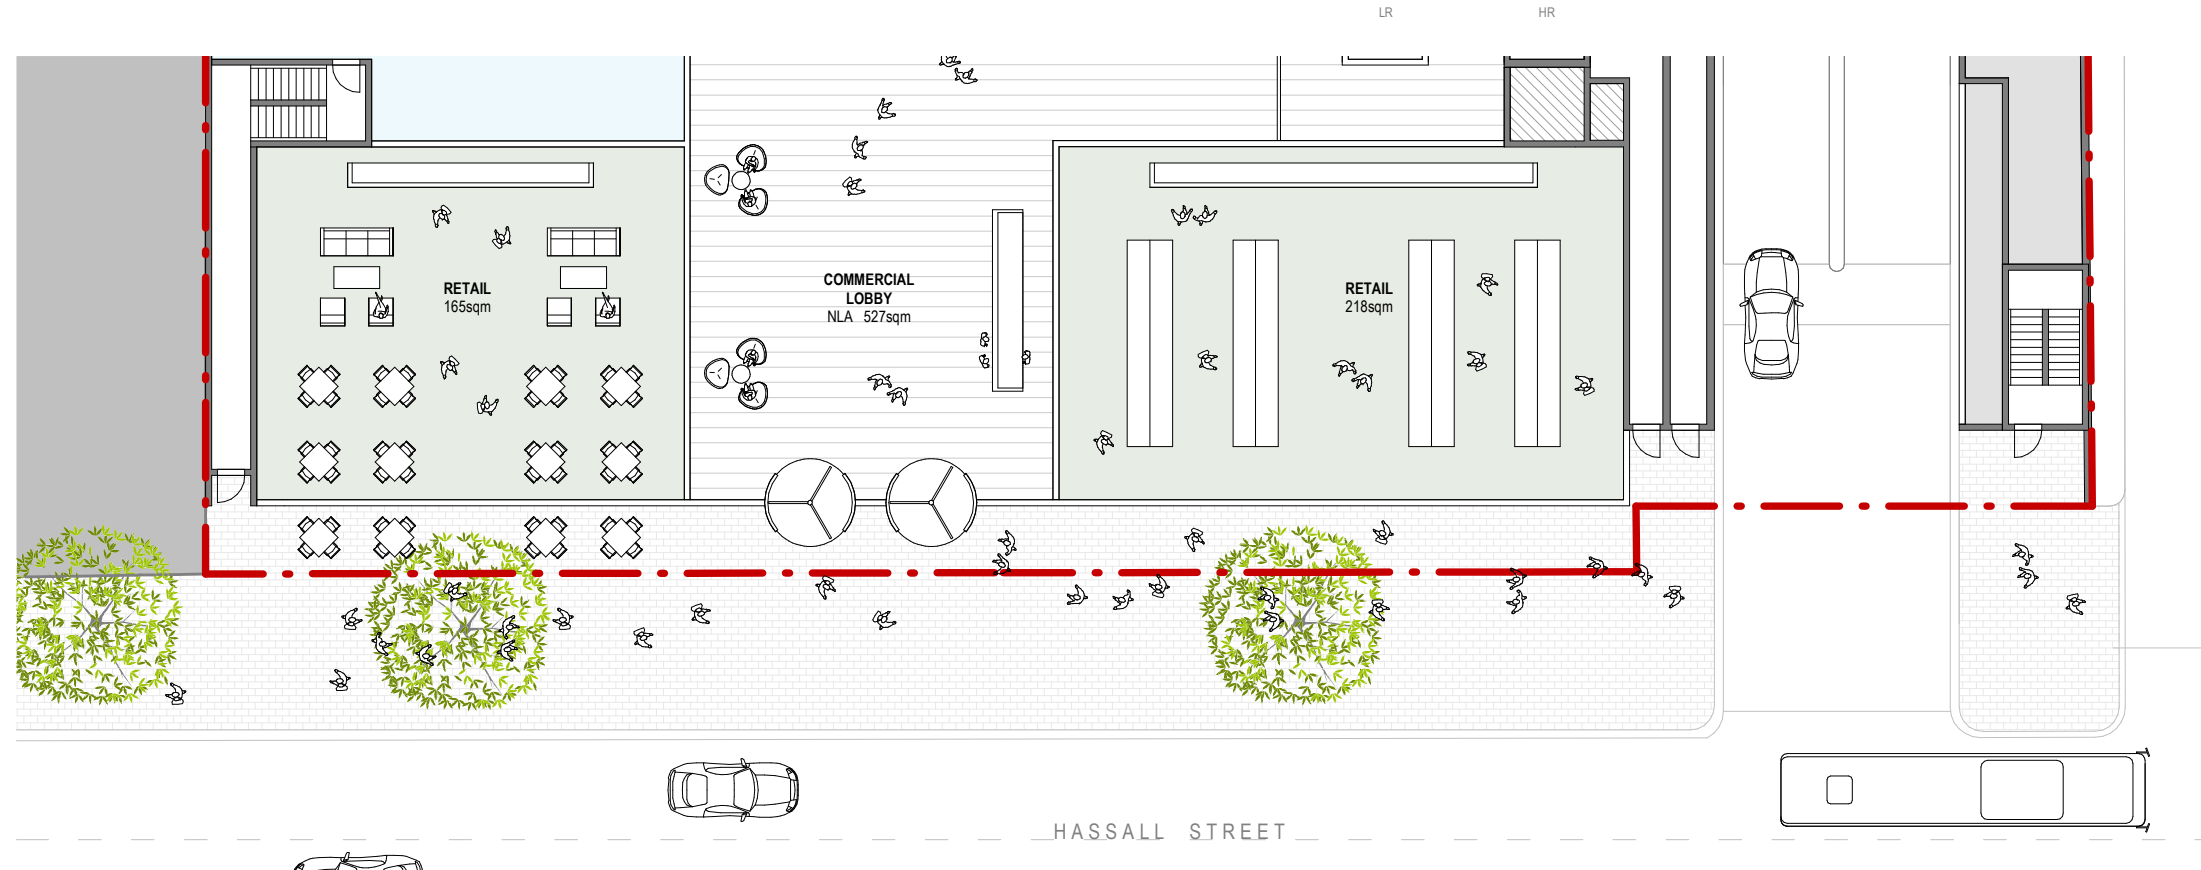 LR
HR
RETAIL
165sqm
COMMERCIAL
LOBBY
NLA 527sqm
RETAIL
218sqm
HASSALL STREET